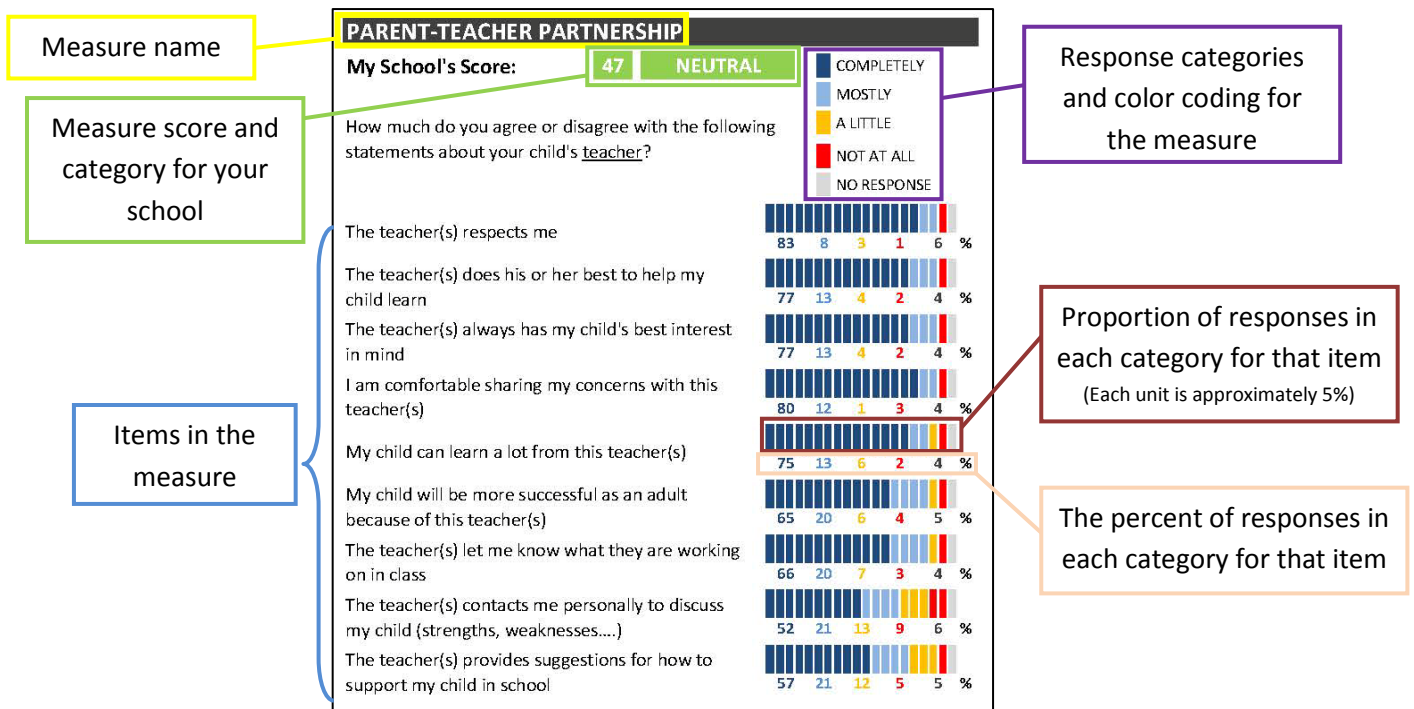 Measure name
Measure score and
category for your
school
Items in the
measure
PARENT-TEACHER PARTNERSHIP
My School's Score:
47 NEUTRAL
COMPLETELY
MOSTLY
A LITTLE
NOT AT ALL
NO RESPONSE
How much do you agree or disagree with the following
statements about your child's teacher?
The teacher(s) respects me
83 8 3 1 6 %
The teacher(s) does his or her best to help my
child learn
77 13 4 2 4 %
The teacher(s) always has my child's best interest
in mind
77 13 4 2 4 %
I am comfortable sharing my concerns with this
teacher(s)
80 12 1 3 4 %
My child can learn a lot from this teacher(s)
75 13 6 2 4 %
My child will be more successful as an adult
because of this teacher(s)
65 20 6 4 5 %
The teacher(s) let me know what they are working
on in class
66 20 7 3 4 %
The teacher(s) contacts me personally to discuss
my child (strengths, weaknesses....)
52 21 13 9 6 %
The teacher(s) provides suggestions for how to
support my child in school
57 21 12 5 5 %
Response categories
and color coding for
the measure
Proportion of responses in
each category for that item
(Each unit is approximately 5%)
The percent of responses in
each category for that item